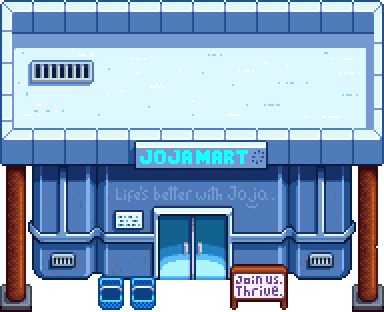 JOJAMART
Life's better with Joja.
Join us.
Thrive.